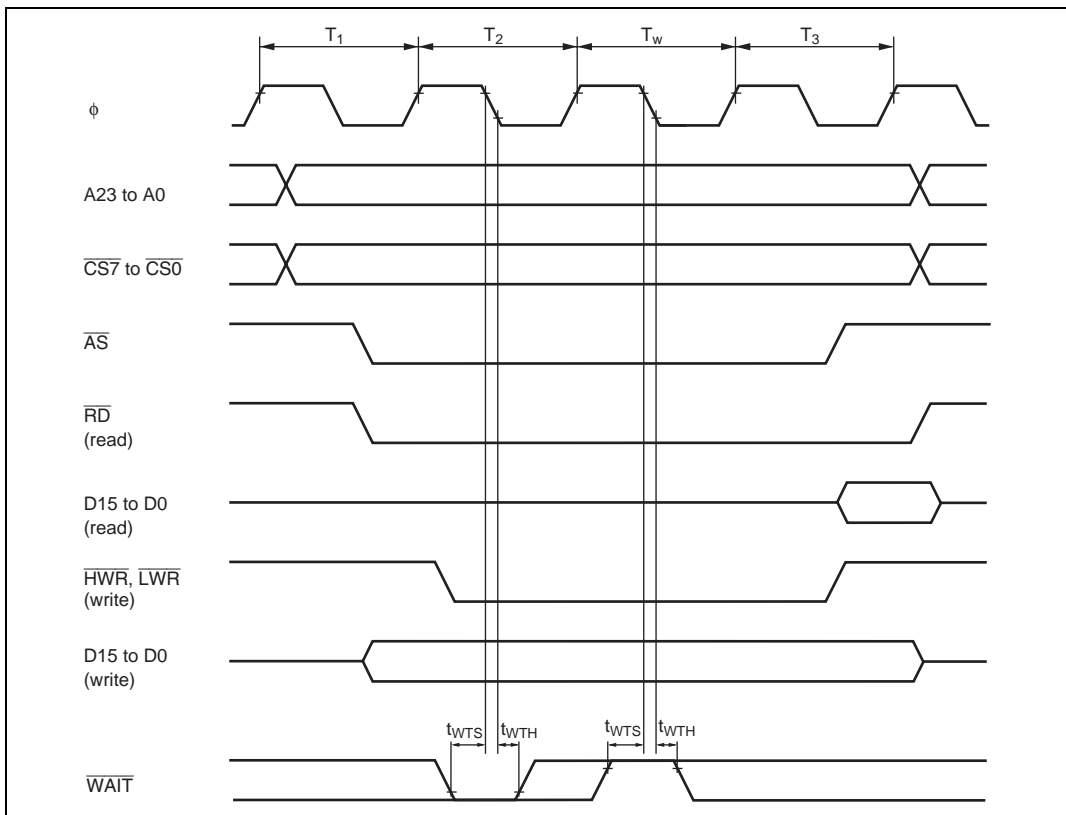 T1 T2 Tw T3
ϕ
A23 to A0
CS7 to CS0
AS
RD
(read)
D15 to D0
(read)
HWR, LWR
(write)
D15 to D0
(write)
tWTS tWTH tWTS tWTH
WAIT